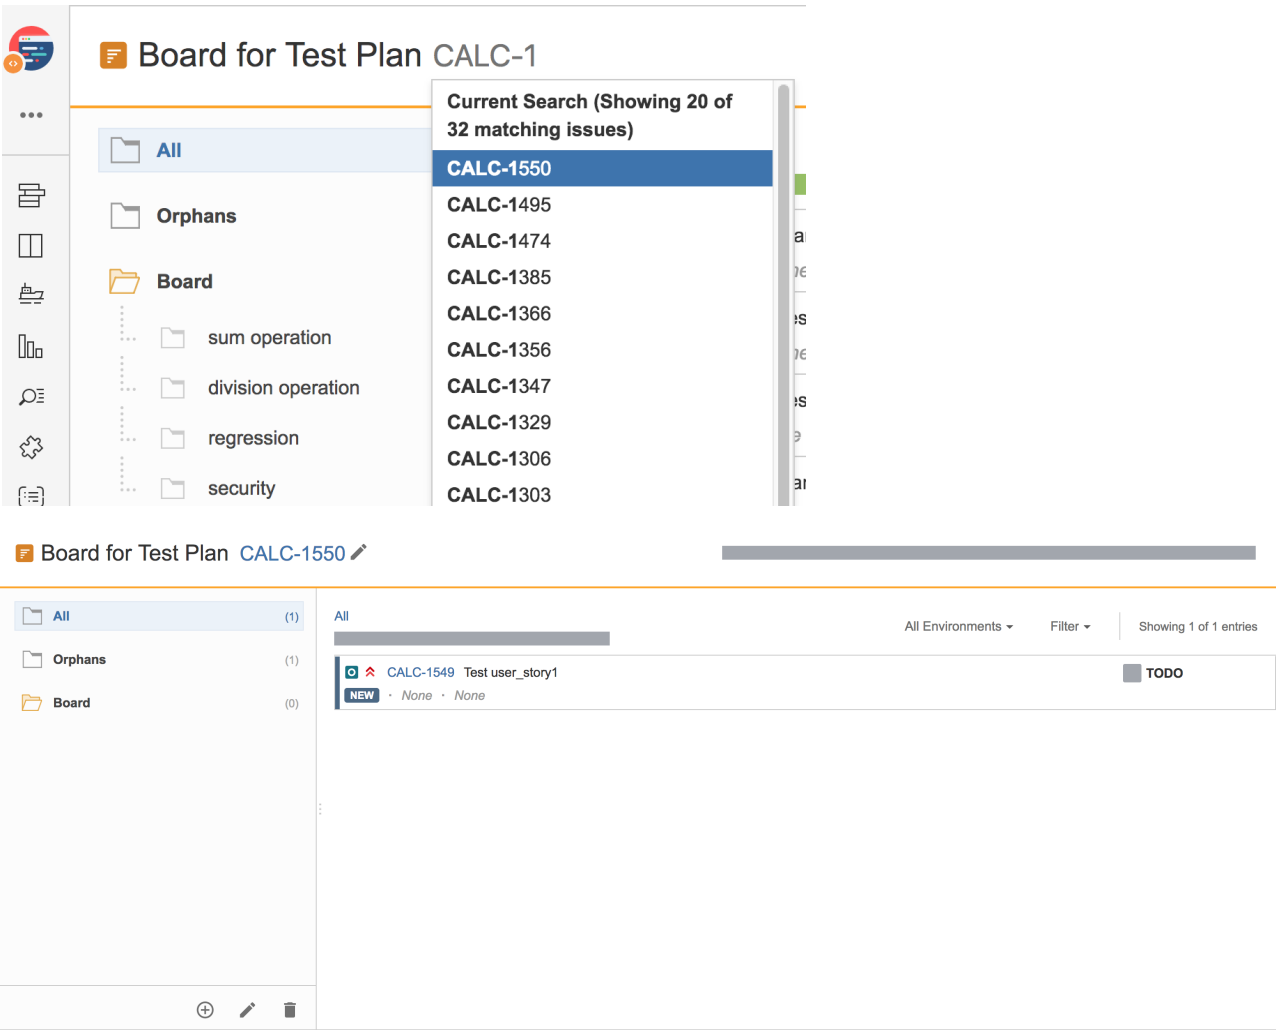 Board for Test Plan CALC-1
Current Search (Showing 20 of
32 matching issues)
All
CALC-1550
CALC-1495
Orphans
CALC-1474
Board
CALC-1385
CALC-1366
sum operation
CALC-1356
division operation
CALC-1347
CALC-1329
regression
CALC-1306
security
CALC-1303
Board for Test Plan CALC-1550
All (1)
Orphans (1)
Board (0)
All
All Environments
Filter
Showing 1 of 1 entries
CALC-1549 Test user_story1
TODO
NEW · None · None